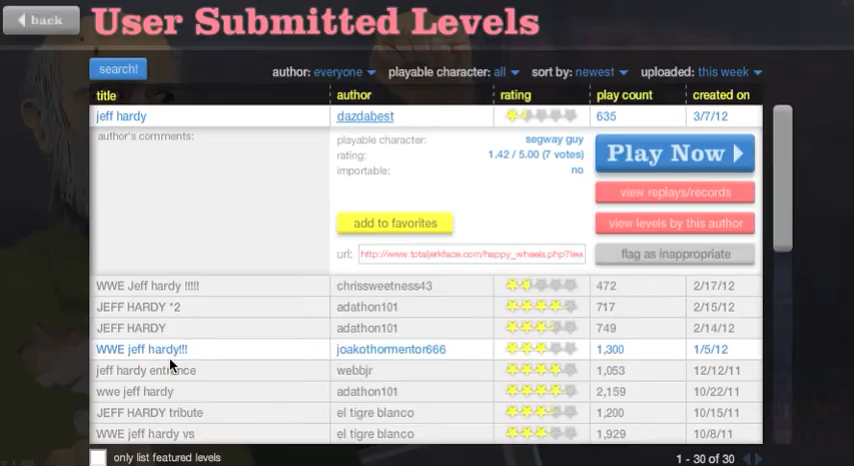 back
User Submitted Levels
search!
author: everyone playable character: all sort by: newest uploaded: this week
title author rating play count created on
jeff hardy dazdabest 635 3/7/12
author's comments:
playable character: segway guy
rating: 1.42 / 5.00 (7 votes)
importable: no
Play Now
view replays/records
add to favorites
view levels by this author
url: http://www.totaljerkface.com/happy_wheels.php?lev
flag as inappropriate
WWE Jeff hardy !!!!! chrissweetness43 472 2/17/12
JEFF HARDY *2 adathon101 717 2/15/12
JEFF HARDY adathon101 749 2/14/12
WWE jeff hardy!!! joakothormentor666 1,300 1/5/12
jeff hardy entrance webbjr 1,053 12/12/11
wwe jeff hardy adathon101 2,159 10/22/11
JEFF HARDY tribute el tigre blanco 1,200 10/15/11
WWE jeff hardy vs el tigre blanco 1,929 10/8/11
only list featured levels 1 - 30 of 30